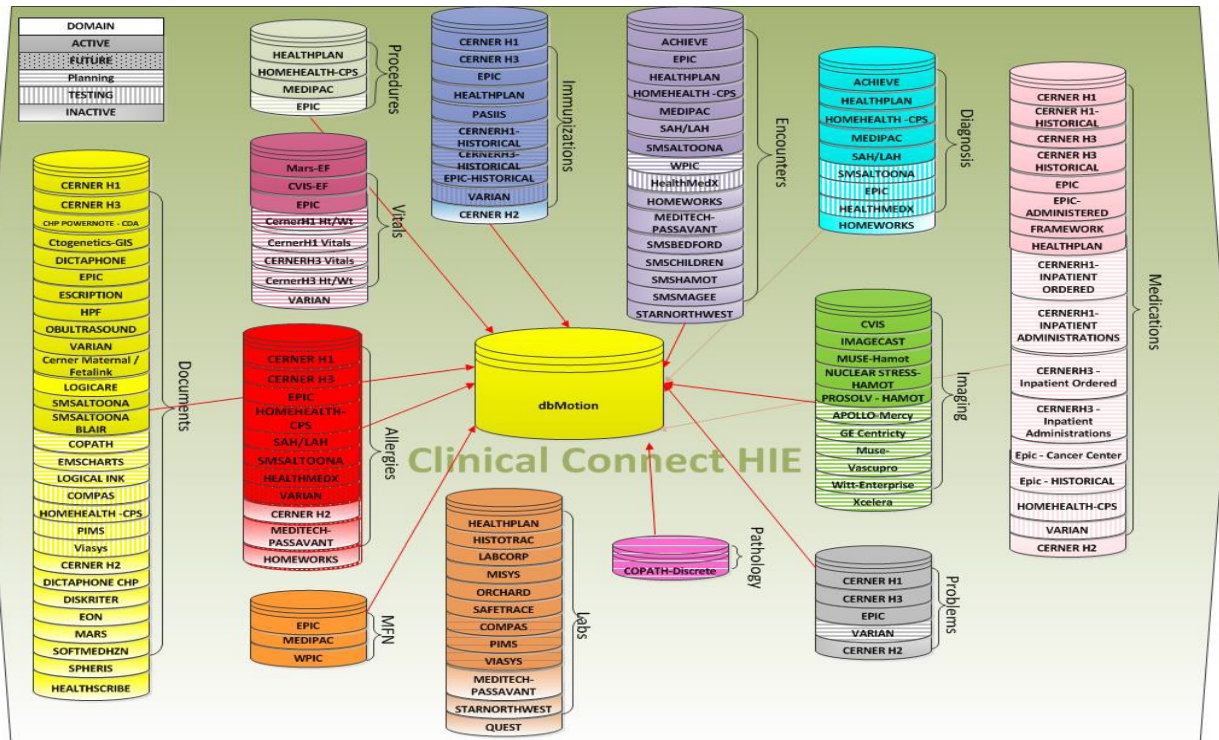 DOMAIN
ACTIVE
FUTURE
Planning
TESTING
INACTIVE
CERNER H1
CERNER H3
CHP POWERNOTE - CDA
Ctogenetics-GIS
DICTAPHONE
EPIC
ESCRIPTION
HPF
OBULTRASOUND
VARIAN
Cerner Maternal /
Fetalink
LOGICARE
SMSALTOONA
SMSALTOONA
BLAIR
COPATH
EMSCHARTS
LOGICAL INK
COMPAS
HOMEHEALTH -CPS
PIMS
Viasys
CERNER H2
DICTAPHONE CHP
DISKRITER
EON
MARS
SOFTMEDHZN
SPHERIS
HEALTHSCRIBE
Documents
HEALTHPLAN
HOMEHEALTH-CPS
MEDIPAC
EPIC
Procedures
Mars-EF
CVIS-EF
EPIC
CernerH1 Ht/Wt
CernerH1 Vitals
CERNERH3 Vitals
CernerH3 Ht/Wt
VARIAN
Vitals
CERNER H1
CERNER H3
EPIC
HOMEHEALTH-
CPS
SAH/LAH
SMSALTOONA
HEALTHMEDX
VARIAN
CERNER H2
MEDITECH-
PASSAVANT
HOMEWORKS
Allergies
EPIC
MEDIPAC
WPIC
MFN
CERNER H1
CERNER H3
EPIC
HEALTHPLAN
PASIIS
CERNERH1-
HISTORICAL
CERNERH3-
HISTORICAL
EPIC-HISTORICAL
VARIAN
CERNER H2
Immunizations
dbMotion
Clinical Connect HIE
HEALTHPLAN
HISTOTRAC
LABCORP
MISYS
ORCHARD
SAFETRACE
COMPAS
PIMS
VIASYS
MEDITECH-
PASSAVANT
STARNORTHWEST
QUEST
Labs
ACHIEVE
EPIC
HEALTHPLAN
HOMEHEALTH -CPS
MEDIPAC
SAH/LAH
SMSALTOONA
WPIC
HealthMedX
HOMEWORKS
MEDITECH-
PASSAVANT
SMSBEDFORD
SMSCHILDREN
SMSHAMOT
SMSMAGEE
STARNORTHWEST
Encounters
COPATH-Discrete
Pathology
ACHIEVE
HEALTHPLAN
HOMEHEALTH -CPS
MEDIPAC
SAH/LAH
SMSALTOONA
EPIC
HEALTHMEDX
HOMEWORKS
Diagnosis
CVIS
IMAGECAST
MUSE-Hamot
NUCLEAR STRESS-
HAMOT
PROSOLV - HAMOT
APOLLO-Mercy
GE Centricty
Muse-
Vascupro
Witt-Enterprise
Xcelera
Imaging
CERNER H1
CERNER H3
EPIC
VARIAN
CERNER H2
Problems
CERNER H1
CERNER H1-
HISTORICAL
CERNER H3
CERNER H3
HISTORICAL
EPIC
EPIC-
ADMINISTERED
FRAMEWORK
HEALTHPLAN
CERNERH1-
INPATIENT
ORDERED
CERNERH1-
INPATIENT
ADMINISTRATIONS
CERNERH3 -
Inpatient Ordered
CERNERH3 -
Inpatient
Administrations
Epic - Cancer Center
Epic - HISTORICAL
HOMEHEALTH-CPS
VARIAN
CERNER H2
Medications